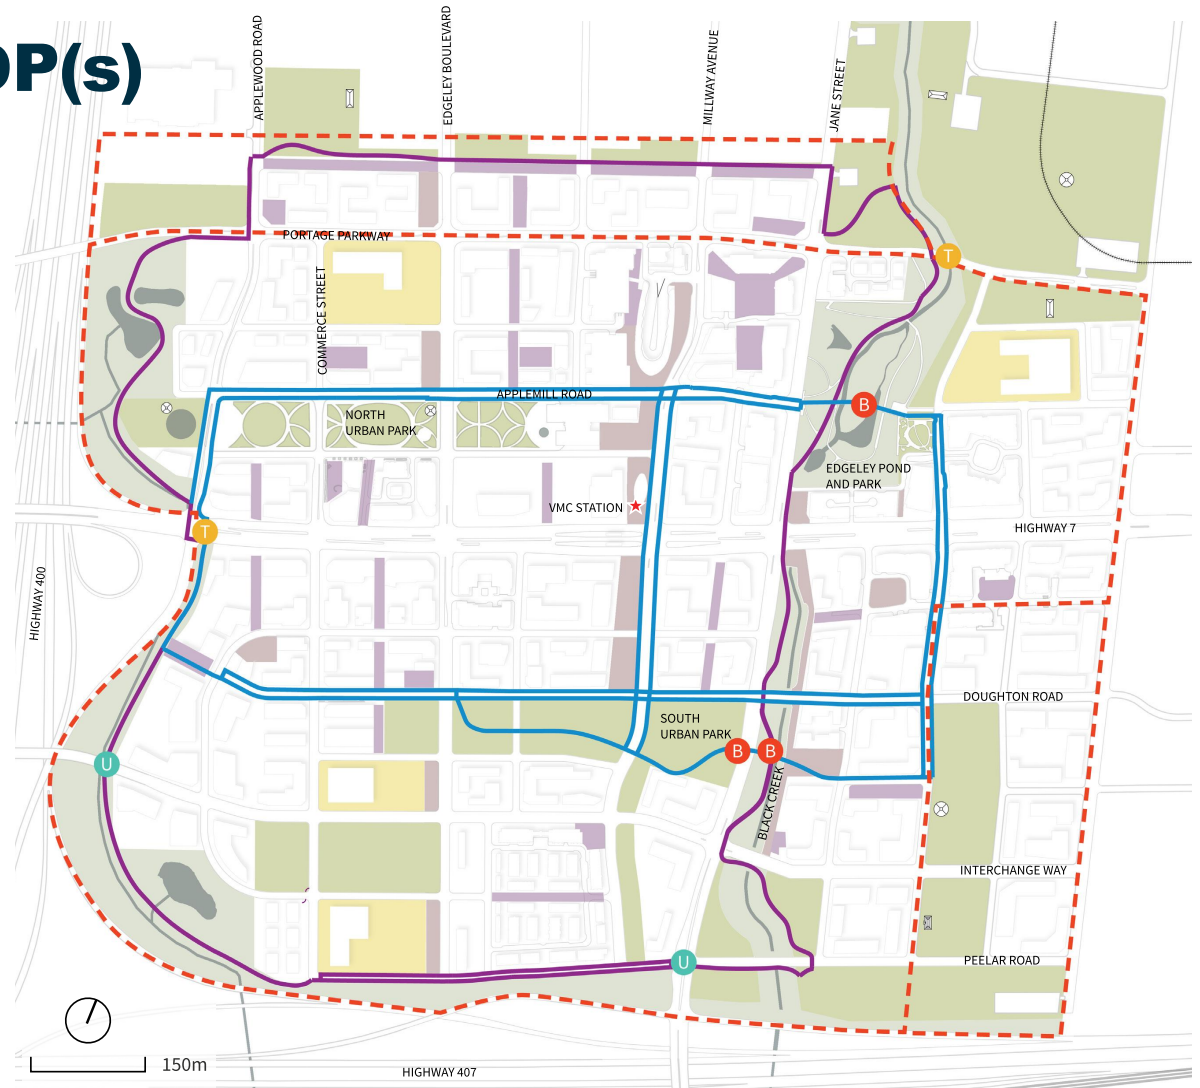 OP(s)
APPLEWOOD ROAD
EDGELEY BOULEVARD
MILLWAY AVENUE
JANE STREET
PORTAGE PARKWAY
T
COMMERCE STREET
APPLEMILL ROAD
B
NORTH
URBAN PARK
EDGELEY POND
AND PARK
VMC STATION
HIGHWAY 7
T
HIGHWAY 400
DOUGHTON ROAD
SOUTH
URBAN PARK
B
B
U
BLACK CREEK
INTERCHANGE WAY
PEELAR ROAD
U
150m
HIGHWAY 407